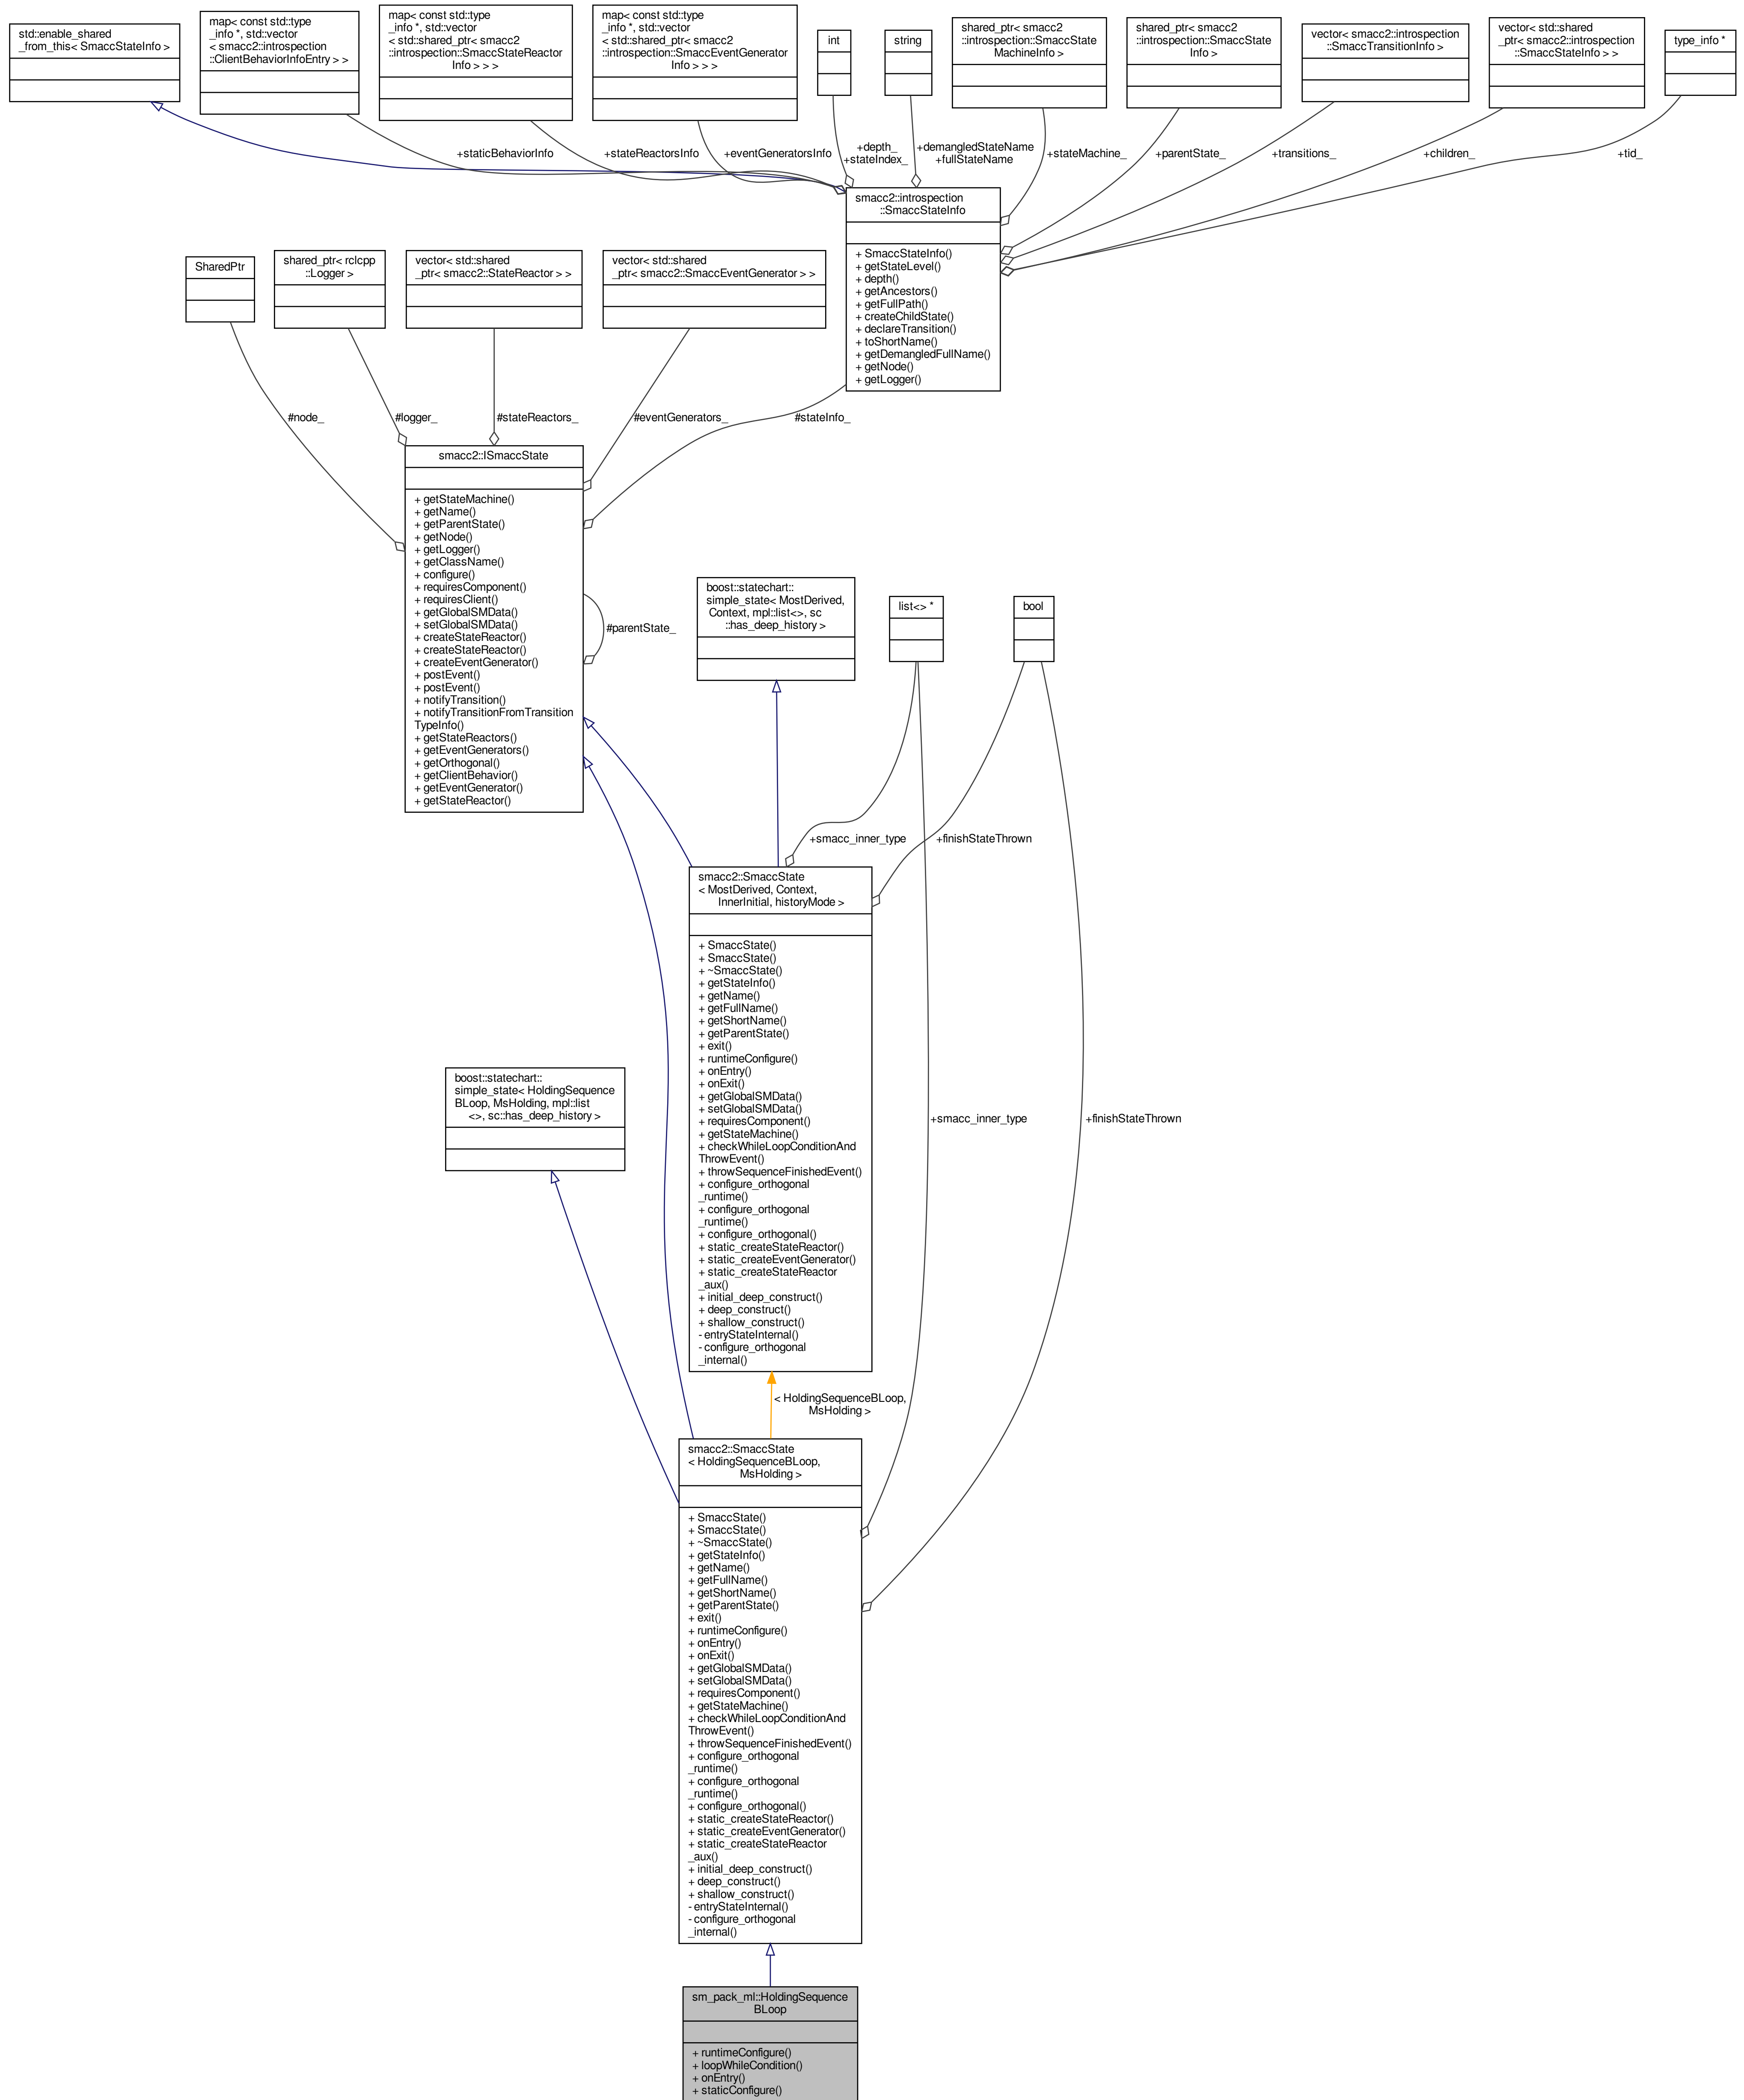 std::enable_shared
_from_this< SmaccStateInfo >
map< const std::type
_info *, std::vector
< smacc2::introspection
::ClientBehaviorInfoEntry > >
map< const std::type
_info *, std::vector
< std::shared_ptr< smacc2
::introspection::SmaccStateReactor
Info > > >
map< const std::type
_info *, std::vector
< std::shared_ptr< smacc2
::introspection::SmaccEventGenerator
Info > > >
int
string
shared_ptr< smacc2
::introspection::SmaccState
MachineInfo >
shared_ptr< smacc2
::introspection::SmaccState
Info >
vector< smacc2::introspection
::SmaccTransitionInfo >
vector< std::shared
_ptr< smacc2::introspection
::SmaccStateInfo > >
type_info *
+staticBehaviorInfo
+stateReactorsInfo
+eventGeneratorsInfo
+depth_
+stateIndex_
+demangledStateName
+fullStateName
+stateMachine_
+parentState_
+transitions_
+children_
+tid_
smacc2::introspection
::SmaccStateInfo
+ SmaccStateInfo()
+ getStateLevel()
+ depth()
+ getAncestors()
+ getFullPath()
+ createChildState()
+ declareTransition()
+ toShortName()
+ getDemangledFullName()
+ getNode()
+ getLogger()
SharedPtr
shared_ptr< rclcpp
::Logger >
vector< std::shared
_ptr< smacc2::StateReactor > >
vector< std::shared
_ptr< smacc2::SmaccEventGenerator > >
#node_
#logger_
#stateReactors_
#eventGenerators_
#stateInfo_
smacc2::ISmaccState
+ getStateMachine()
+ getName()
+ getParentState()
+ getNode()
+ getLogger()
+ getClassName()
+ configure()
+ requiresComponent()
+ requiresClient()
+ getGlobalSMData()
+ setGlobalSMData()
+ createStateReactor()
+ createStateReactor()
+ createEventGenerator()
+ postEvent()
+ postEvent()
+ notifyTransition()
+ notifyTransitionFromTransition
TypeInfo()
+ getStateReactors()
+ getEventGenerators()
+ getOrthogonal()
+ getClientBehavior()
+ getEventGenerator()
+ getStateReactor()
#parentState_
boost::statechart::
simple_state< MostDerived,
Context, mpl::list<>, sc
::has_deep_history >
list<> *
bool
+smacc_inner_type
+finishStateThrown
smacc2::SmaccState
< MostDerived, Context,
InnerInitial, historyMode >
+ SmaccState()
+ SmaccState()
+ ~SmaccState()
+ getStateInfo()
+ getName()
+ getFullName()
+ getShortName()
+ getParentState()
+ exit()
+ runtimeConfigure()
+ onEntry()
+ onExit()
+ getGlobalSMData()
+ setGlobalSMData()
+ requiresComponent()
+ getStateMachine()
+ checkWhileLoopConditionAnd
ThrowEvent()
+ throwSequenceFinishedEvent()
+ configure_orthogonal
_runtime()
+ configure_orthogonal
_runtime()
+ configure_orthogonal()
+ static_createStateReactor()
+ static_createEventGenerator()
+ static_createStateReactor
_aux()
+ initial_deep_construct()
+ deep_construct()
+ shallow_construct()
- entryStateInternal()
- configure_orthogonal
_internal()
boost::statechart::
simple_state< HoldingSequence
BLoop, MsHolding, mpl::list
<>, sc::has_deep_history >
+smacc_inner_type
+finishStateThrown
< HoldingSequenceBLoop,
MsHolding >
smacc2::SmaccState
< HoldingSequenceBLoop,
MsHolding >
+ SmaccState()
+ SmaccState()
+ ~SmaccState()
+ getStateInfo()
+ getName()
+ getFullName()
+ getShortName()
+ getParentState()
+ exit()
+ runtimeConfigure()
+ onEntry()
+ onExit()
+ getGlobalSMData()
+ setGlobalSMData()
+ requiresComponent()
+ getStateMachine()
+ checkWhileLoopConditionAnd
ThrowEvent()
+ throwSequenceFinishedEvent()
+ configure_orthogonal
_runtime()
+ configure_orthogonal
_runtime()
+ configure_orthogonal()
+ static_createStateReactor()
+ static_createEventGenerator()
+ static_createStateReactor
_aux()
+ initial_deep_construct()
+ deep_construct()
+ shallow_construct()
- entryStateInternal()
- configure_orthogonal
_internal()
sm_pack_ml::HoldingSequence
BLoop
+ runtimeConfigure()
+ loopWhileCondition()
+ onEntry()
+ staticConfigure()